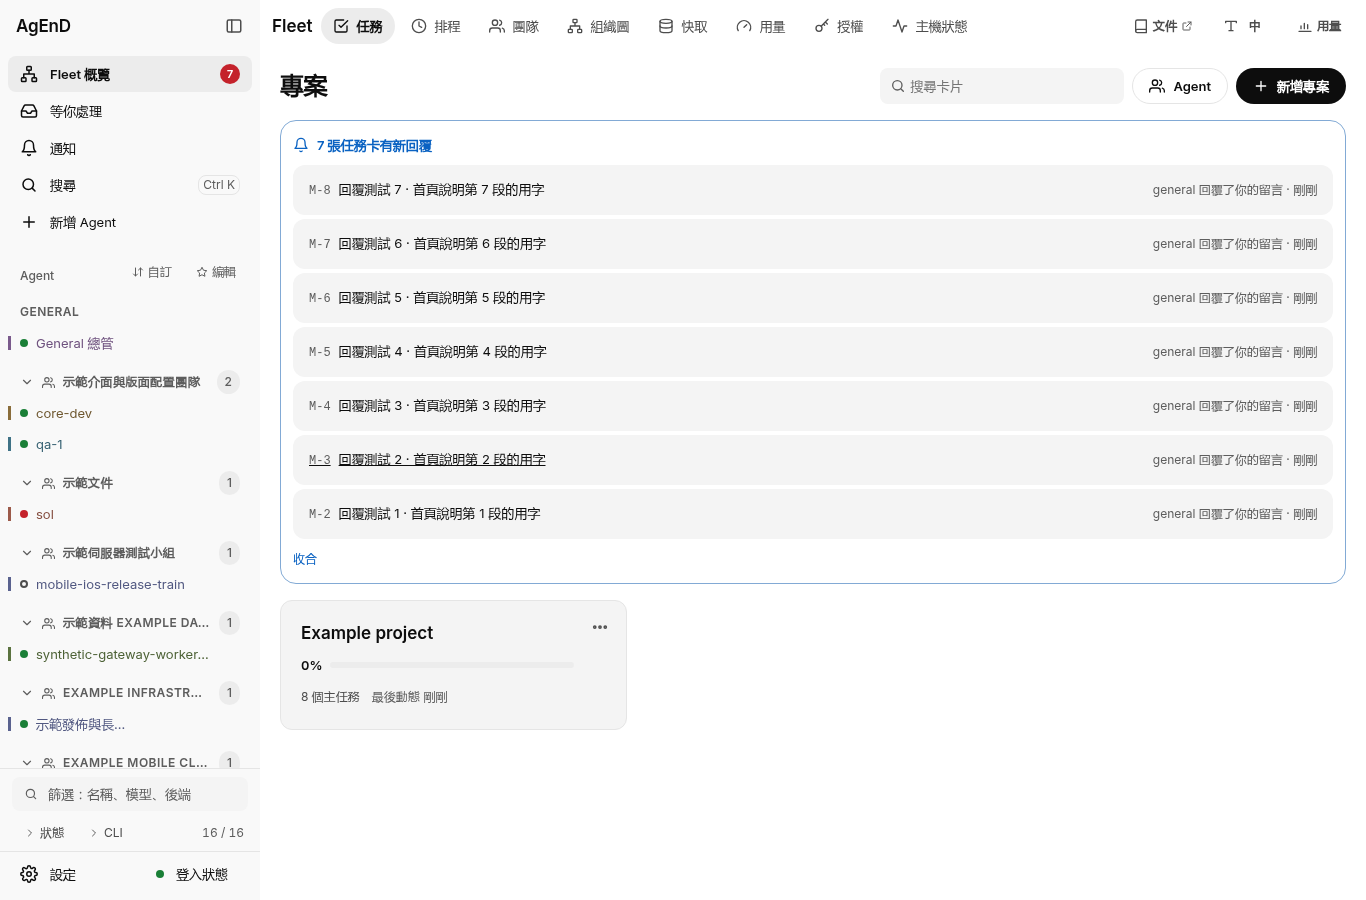 AgEnD
Fleet 概覽 7
等你處理
通知
搜尋 Ctrl K
新增 Agent
Agent 自訂 編輯
GENERAL
General 總管
示範介面與版面配置團隊 2
core-dev
qa-1
示範文件 1
sol
示範伺服器測試小組 1
mobile-ios-release-train
示範資料 EXAMPLE DA... 1
synthetic-gateway-worker...
EXAMPLE INFRASTR... 1
示範發佈與長...
EXAMPLE MOBILE CL... 1
篩選：名稱、模型、後端
狀態 CLI 16 / 16
設定 登入狀態
Fleet 任務 排程 團隊 組織圖 快取 用量 授權 主機狀態 文件 中 用量
專案 搜尋卡片 Agent 新增專案
7 張任務卡有新回覆
M-8 回覆測試 7 · 首頁說明第 7 段的用字 general 回覆了你的留言 · 剛剛
M-7 回覆測試 6 · 首頁說明第 6 段的用字 general 回覆了你的留言 · 剛剛
M-6 回覆測試 5 · 首頁說明第 5 段的用字 general 回覆了你的留言 · 剛剛
M-5 回覆測試 4 · 首頁說明第 4 段的用字 general 回覆了你的留言 · 剛剛
M-4 回覆測試 3 · 首頁說明第 3 段的用字 general 回覆了你的留言 · 剛剛
M-3 回覆測試 2 · 首頁說明第 2 段的用字 general 回覆了你的留言 · 剛剛
M-2 回覆測試 1 · 首頁說明第 1 段的用字 general 回覆了你的留言 · 剛剛
收合
Example project
0%
8 個主任務 最後動態 剛剛